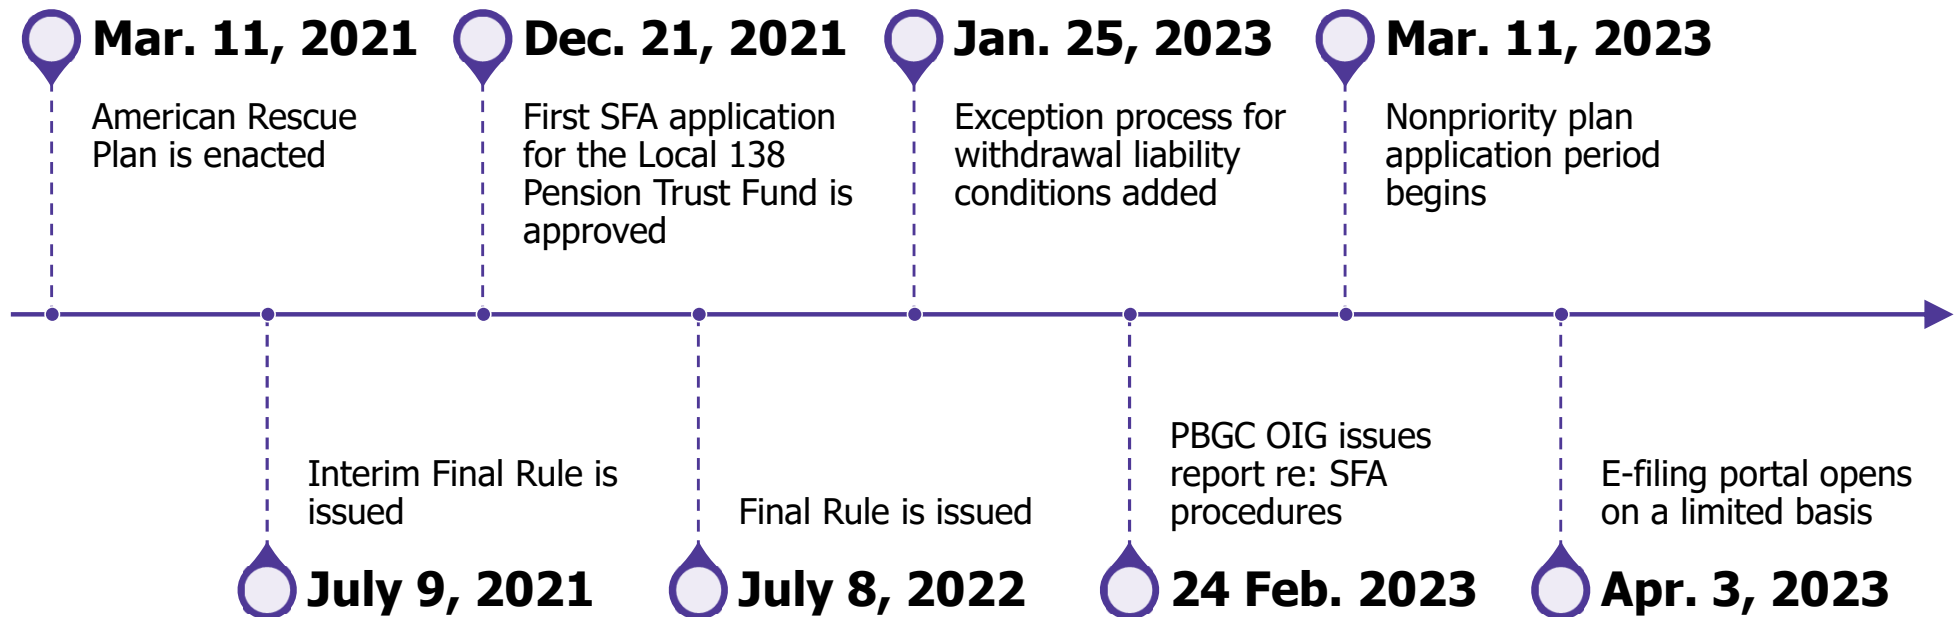 Mar. 11, 2021
American Rescue
Plan is enacted
Dec. 21, 2021
First SFA application
for the Local 138
Pension Trust Fund is
approved
Jan. 25, 2023
Exception process for
withdrawal liability
conditions added
Mar. 11, 2023
Nonpriority plan
application period
begins
Interim Final Rule is
issued
July 9, 2021
Final Rule is issued
July 8, 2022
PBGC OIG issues
report re: SFA
procedures
24 Feb. 2023
E-filing portal opens
on a limited basis
Apr. 3, 2023